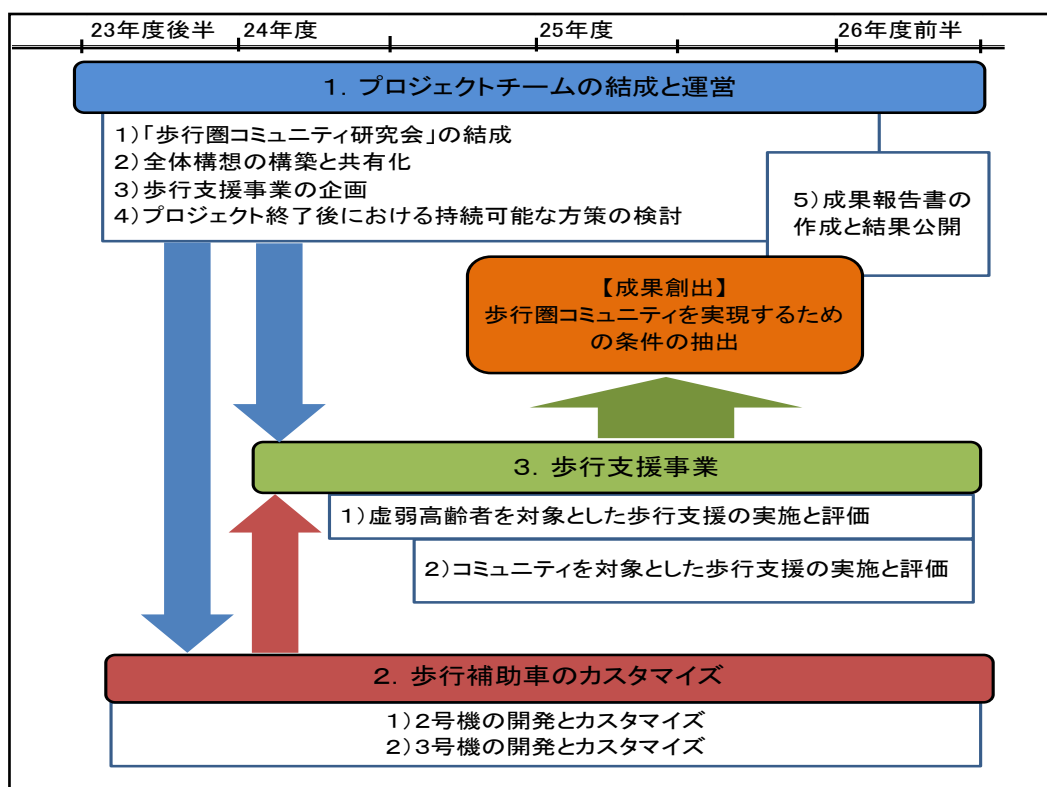 23年度後半 24年度 25年度 26年度前半
1．プロジェクトチームの結成と運営
1）「歩行圏コミュニティ研究会」の結成
2）全体構想の構築と共有化
3）歩行支援事業の企画
4）プロジェクト終了後における持続可能な方策の検討
5）成果報告書の
作成と結果公開
【成果創出】
歩行圏コミュニティを実現するため
の条件の抽出
3．歩行支援事業
1）虚弱高齢者を対象とした歩行支援の実施と評価
2）コミュニティを対象とした歩行支援の実施と評価
2．歩行補助車のカスタマイズ
1）2号機の開発とカスタマイズ
2）3号機の開発とカスタマイズ